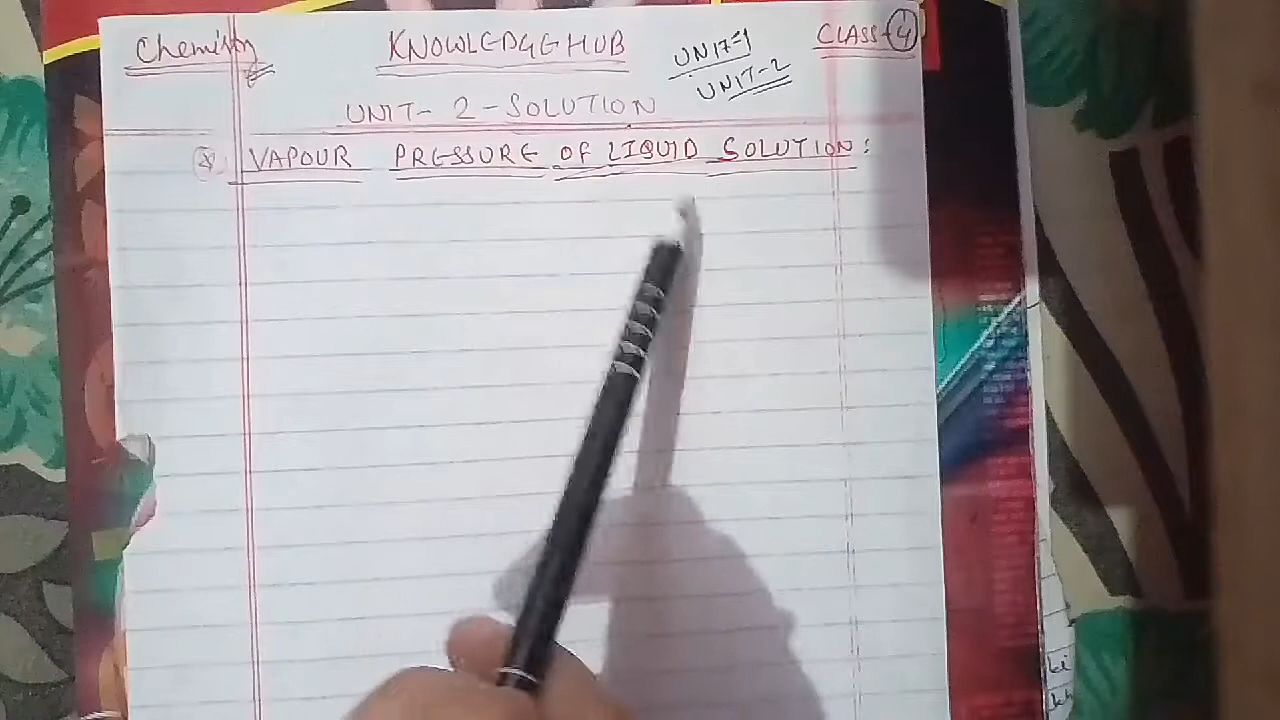 Chemistry KNOWLEDGE HUB UNIT-1 CLASS-4
UNIT-2
UNIT- 2 -SOLUTION
VAPOUR PRESSURE OF LIQUID SOLUTION: